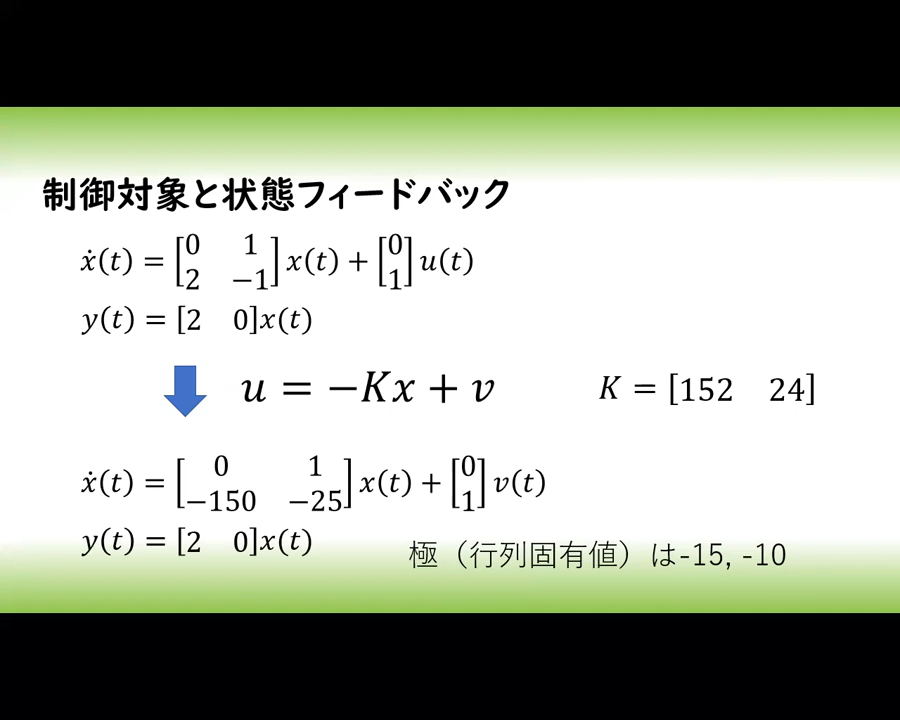 制御対象と状態フィードバック
ẋ(t) = [0 1; 2 −1] x(t) + [0; 1] u(t)
y(t) = [2 0]x(t)
u = −Kx + v
K = [152 24]
ẋ(t) = [0 1; −150 −25] x(t) + [0; 1] v(t)
y(t) = [2 0]x(t)
極（行列固有値）は-15, -10